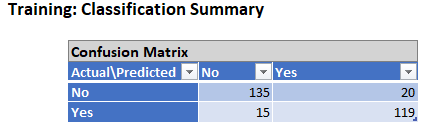 Training: Classification Summary
Confusion Matrix
Actual\Predicted No Yes
No 135 20
Yes 15 119